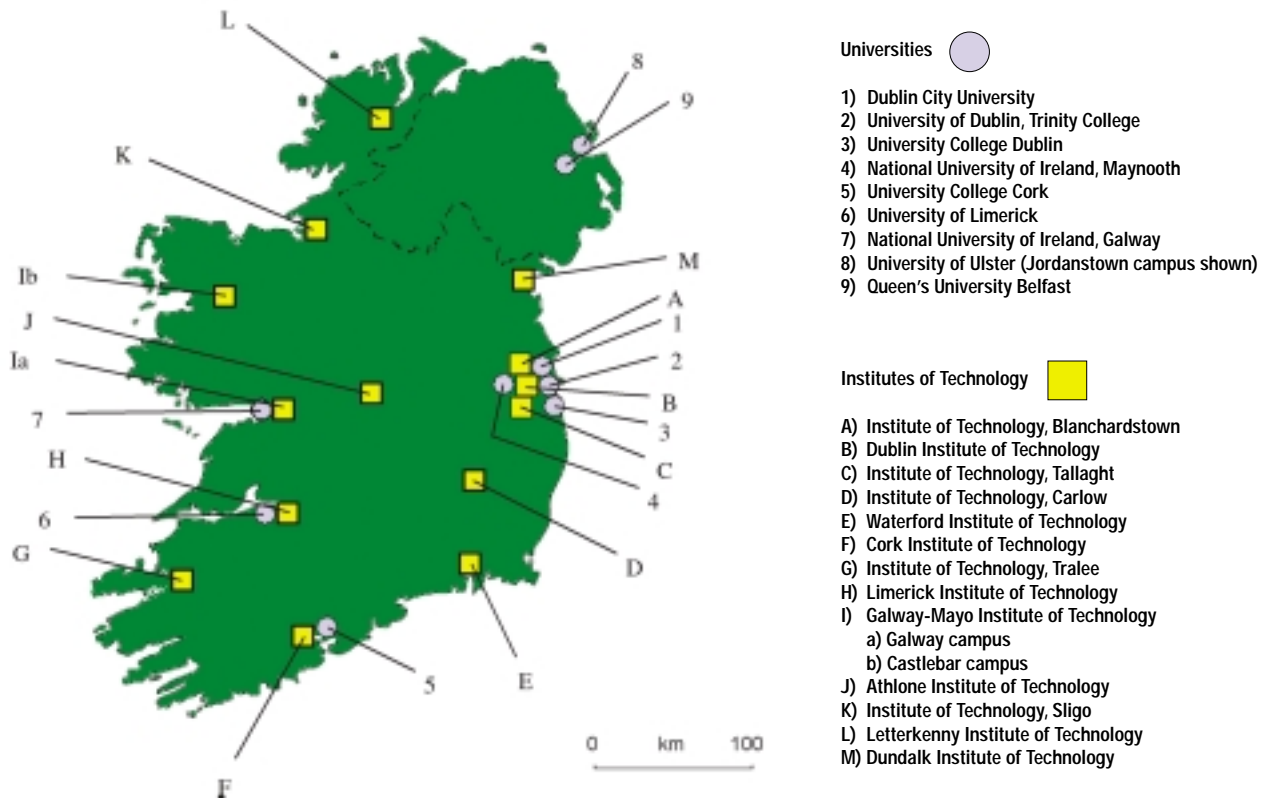 L
8
9
K
Ib
M
J
A
1
Ia
2
B
7
3
H
C
4
6
G
D
5
E
F
0 km 100
Universities
1) Dublin City University
2) University of Dublin, Trinity College
3) University College Dublin
4) National University of Ireland, Maynooth
5) University College Cork
6) University of Limerick
7) National University of Ireland, Galway
8) University of Ulster (Jordanstown campus shown)
9) Queen's University Belfast
Institutes of Technology
A) Institute of Technology, Blanchardstown
B) Dublin Institute of Technology
C) Institute of Technology, Tallaght
D) Institute of Technology, Carlow
E) Waterford Institute of Technology
F) Cork Institute of Technology
G) Institute of Technology, Tralee
H) Limerick Institute of Technology
I) Galway-Mayo Institute of Technology
a) Galway campus
b) Castlebar campus
J) Athlone Institute of Technology
K) Institute of Technology, Sligo
L) Letterkenny Institute of Technology
M) Dundalk Institute of Technology